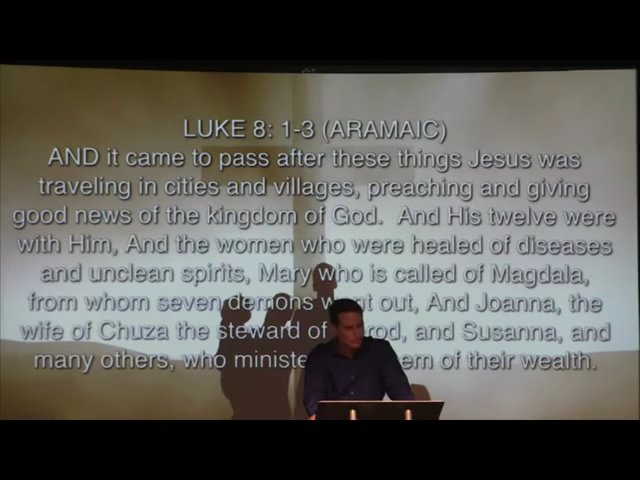 LUKE 8: 1-3 (ARAMAIC)
AND it came to pass after these things Jesus was
traveling in cities and villages, preaching and giving
good news of the kingdom of God. And His twelve were
with Him, And the women who were healed of diseases
and unclean spirits, Mary who is called of Magdala,
from whom seven demons out, And Joanna, the
wife of Chuza the steward of and Susanna, and
many others, who of their wealth.